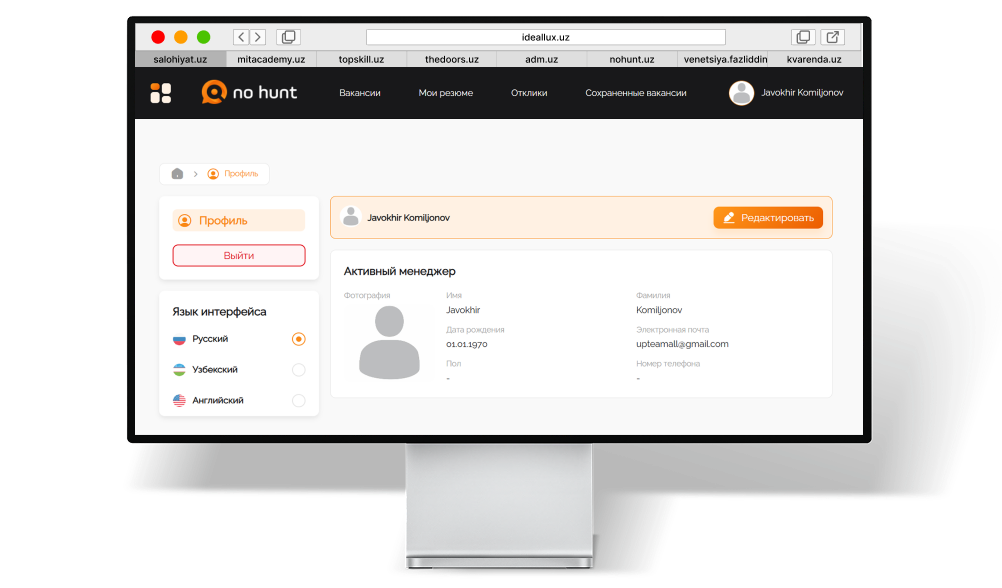 ideallux.uz
salohiyat.uz mitacademy.uz topskill.uz thedoors.uz adm.uz nohunt.uz venetsiya.fazliddin kvarenda.uz
no hunt Вакансии Мои резюме Отклики Сохраненные вакансии Javokhir Komiljonov
Профиль
Профиль
Выйти
Язык интерфейса
Русский
Узбекский
Английский
Javokhir Komiljonov Редактировать
Активный менеджер
Фотография Имя Фамилия
Javokhir Komiljonov
Дата рождения Электронная почта
01.01.1970 upteamall@gmail.com
Пол Номер телефона
- -